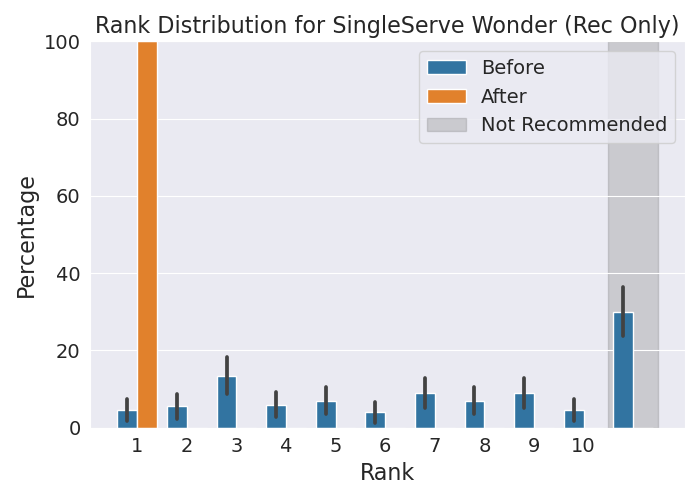 Rank Distribution for SingleServe Wonder (Rec Only)
Before
After
Not Recommended
Percentage
100
80
60
40
20
0
1 2 3 4 5 6 7 8 9 10
Rank